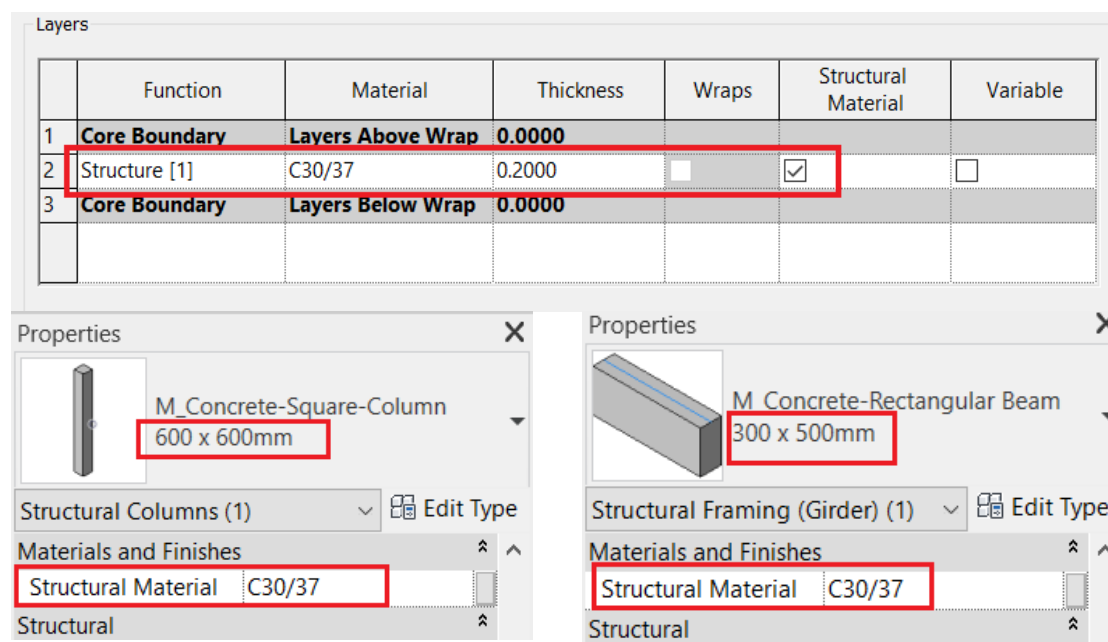 Layers
Function Material Thickness Wraps Structural Material Variable
1 Core Boundary Layers Above Wrap 0.0000
2 Structure [1] C30/37 0.2000
3 Core Boundary Layers Below Wrap 0.0000
Properties
M_Concrete-Square-Column
600 x 600mm
Structural Columns (1) Edit Type
Materials and Finishes
Structural Material C30/37
Structural
Properties
M_Concrete-Rectangular Beam
300 x 500mm
Structural Framing (Girder) (1) Edit Type
Materials and Finishes
Structural Material C30/37
Structural